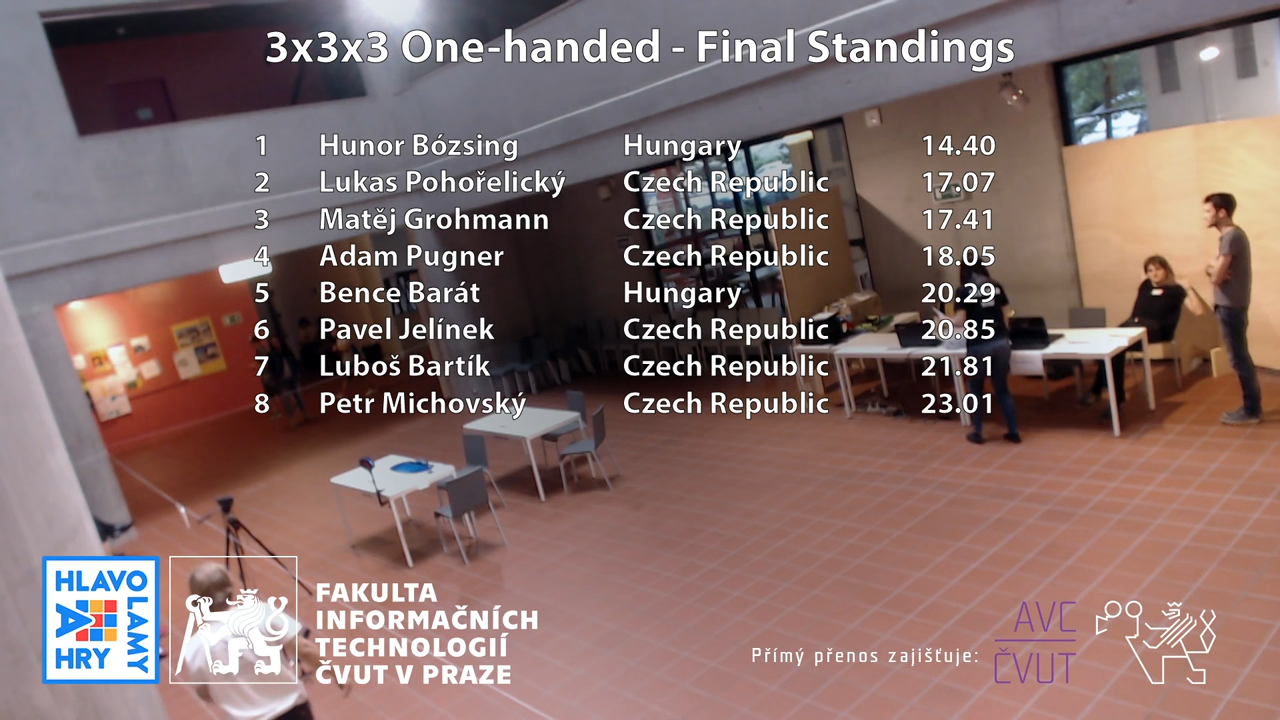 3x3x3 One-handed - Final Standings
1 Hunor Bózsing Hungary 14.40
2 Lukas Pohořelický Czech Republic 17.07
3 Matěj Grohmann Czech Republic 17.41
4 Adam Pugner Czech Republic 18.05
5 Bence Barát Hungary 20.29
6 Pavel Jelínek Czech Republic 20.85
7 Luboš Bartík Czech Republic 21.81
8 Petr Michovský Czech Republic 23.01
HLAVOLAMY
A
HRY
FAKULTA
INFORMAČNÍCH
TECHNOLOGIÍ
ČVUT V PRAZE
Přímý přenos zajišťuje:
AVC
ČVUT